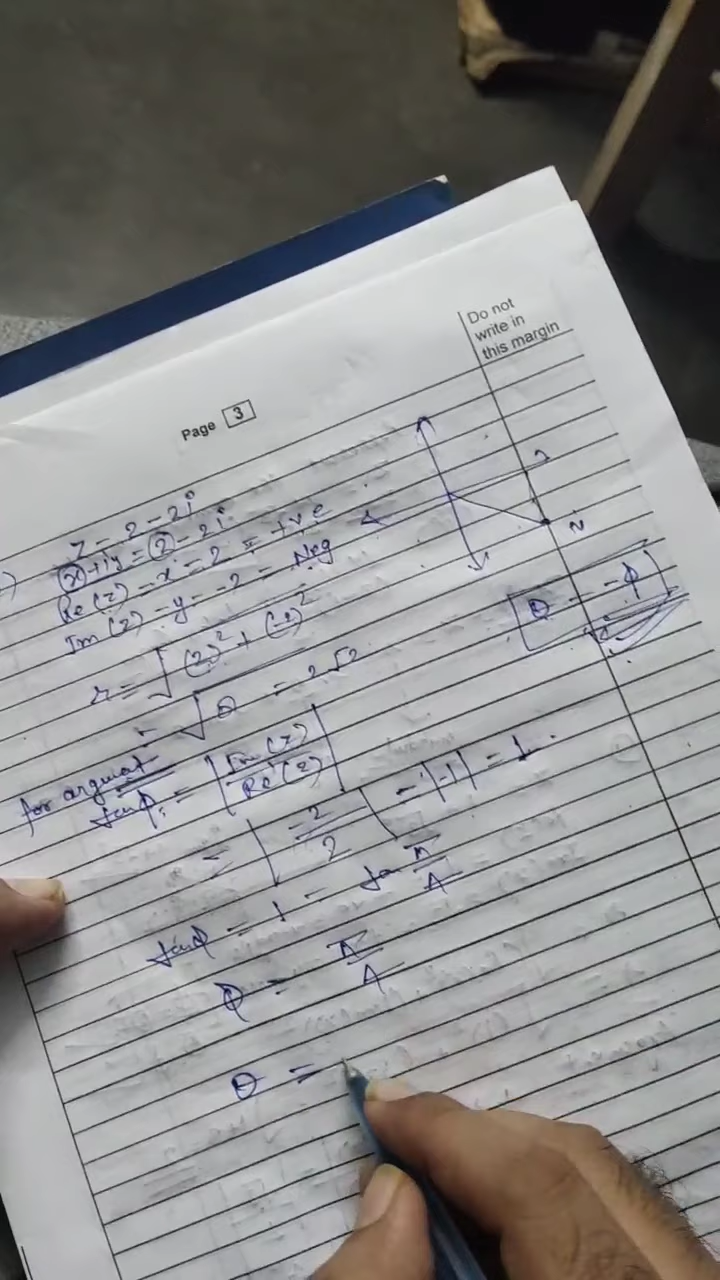 Do not
write in
this margin
Page 3
z = 2 - 2i
x + iy = 2 - 2i
Re(z) = x = 2 = +ve
Im(z) = y = -2 = Neg
r = √(2)² + (-2)²
= √8 = 2√2
θ = -ϕ
for argument
tanϕ = |Im(z)/Re(z)|
= |-2/2| = |-1| = 1
tanϕ = 1 = tan π/4
ϕ = π/4
θ =